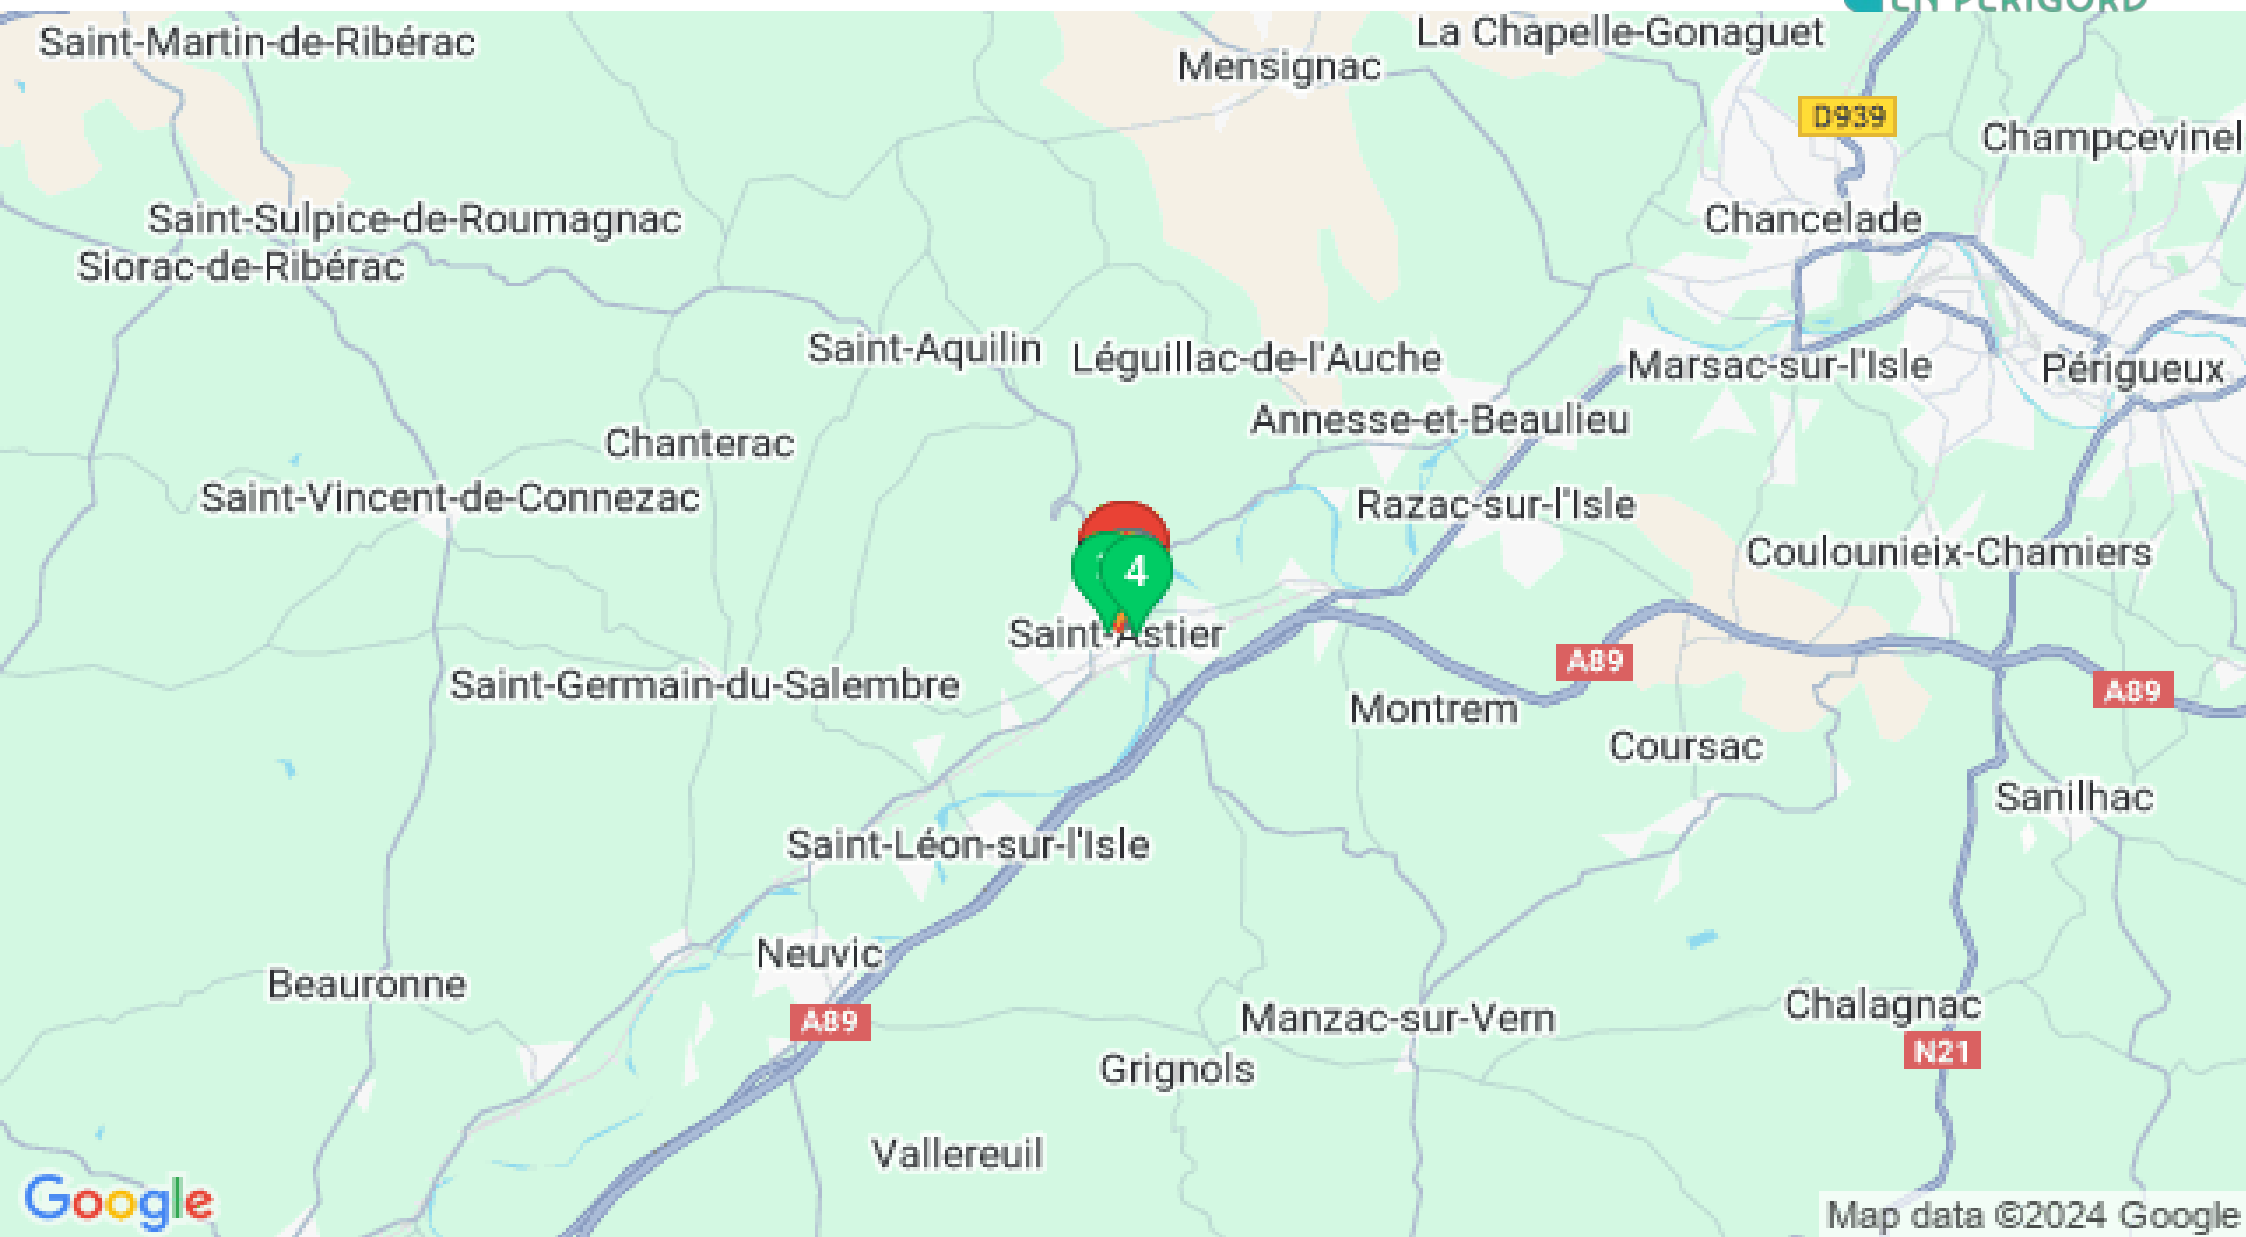 EN PÉRIGORD
Saint-Martin-de-Ribérac
La Chapelle-Gonaguet
Mensignac
D939
Champcevinel
Saint-Sulpice-de-Roumagnac
Chancelade
Siorac-de-Ribérac
Saint-Aquilin
Léguillac-de-l'Auche
Marsac-sur-l'Isle
Périgueux
Annesse-et-Beaulieu
Chanterac
Saint-Vincent-de-Connezac
Razac-sur-l'Isle
Coulounieix-Chamiers
4
Saint-Astier
A89
Saint-Germain-du-Salembre
A89
Montrem
Coursac
Sanilhac
Saint-Léon-sur-l'Isle
Neuvic
Beauronne
Chalagnac
A89
Manzac-sur-Vern
N21
Grignols
Vallereuil
Google
Map data ©2024 Google